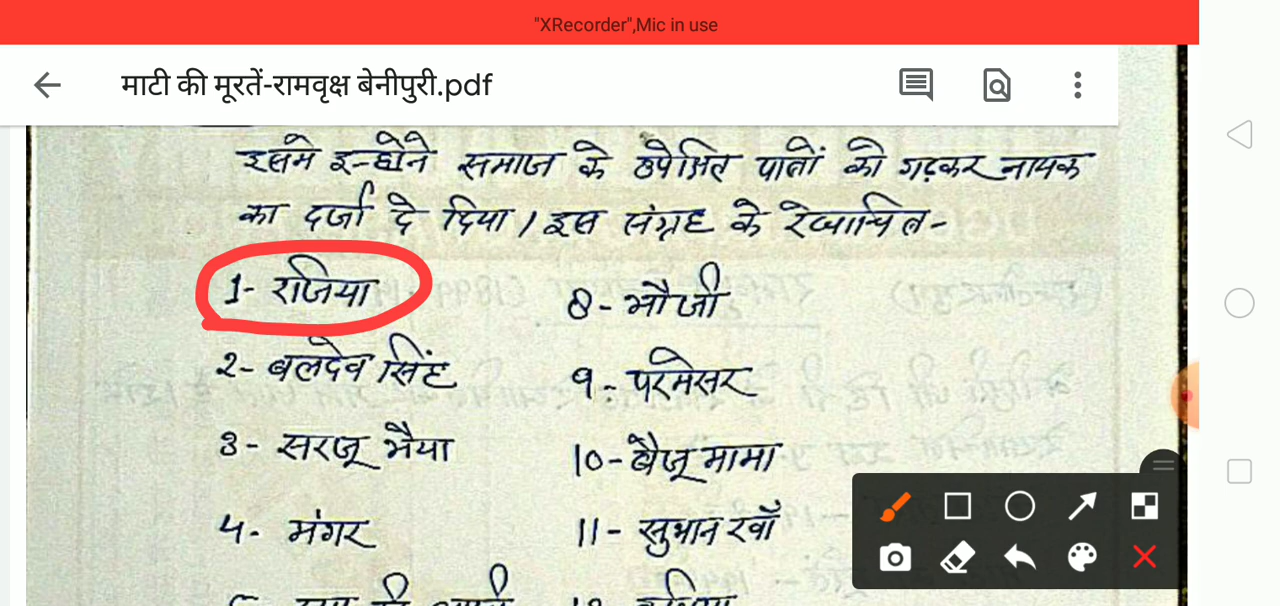 "XRecorder",Mic in use
माटी की मूरतें-रामवृक्ष बेनीपुरी.pdf
इसमे इन्होने समाज के उपेक्षित पात्रों को गढ़कर नायक
का दर्जा दे दिया। इस संग्रह के रेखाचित्र-
1- रजिया
2- बलदेव सिंह
3- सरजू भैया
4- मंगर
8- भौजी
9- परमेसर
10- बैजू मामा
11- सुभान खाँ